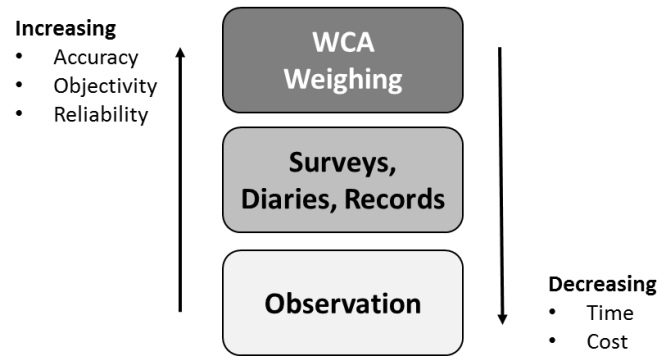 Increasing
• Accuracy
• Objectivity
• Reliability
WCA
Weighing
Surveys,
Diaries, Records
Observation
Decreasing
• Time
• Cost